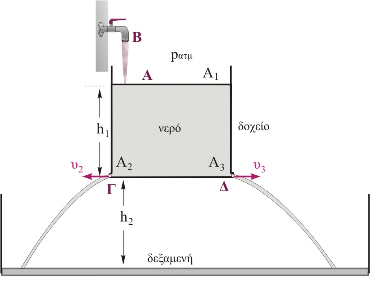 B
pατμ
A A₁
h₁ νερό δοχείο
υ₂ A₂ A₃ υ₃
Γ Δ
h₂
δεξαμενή